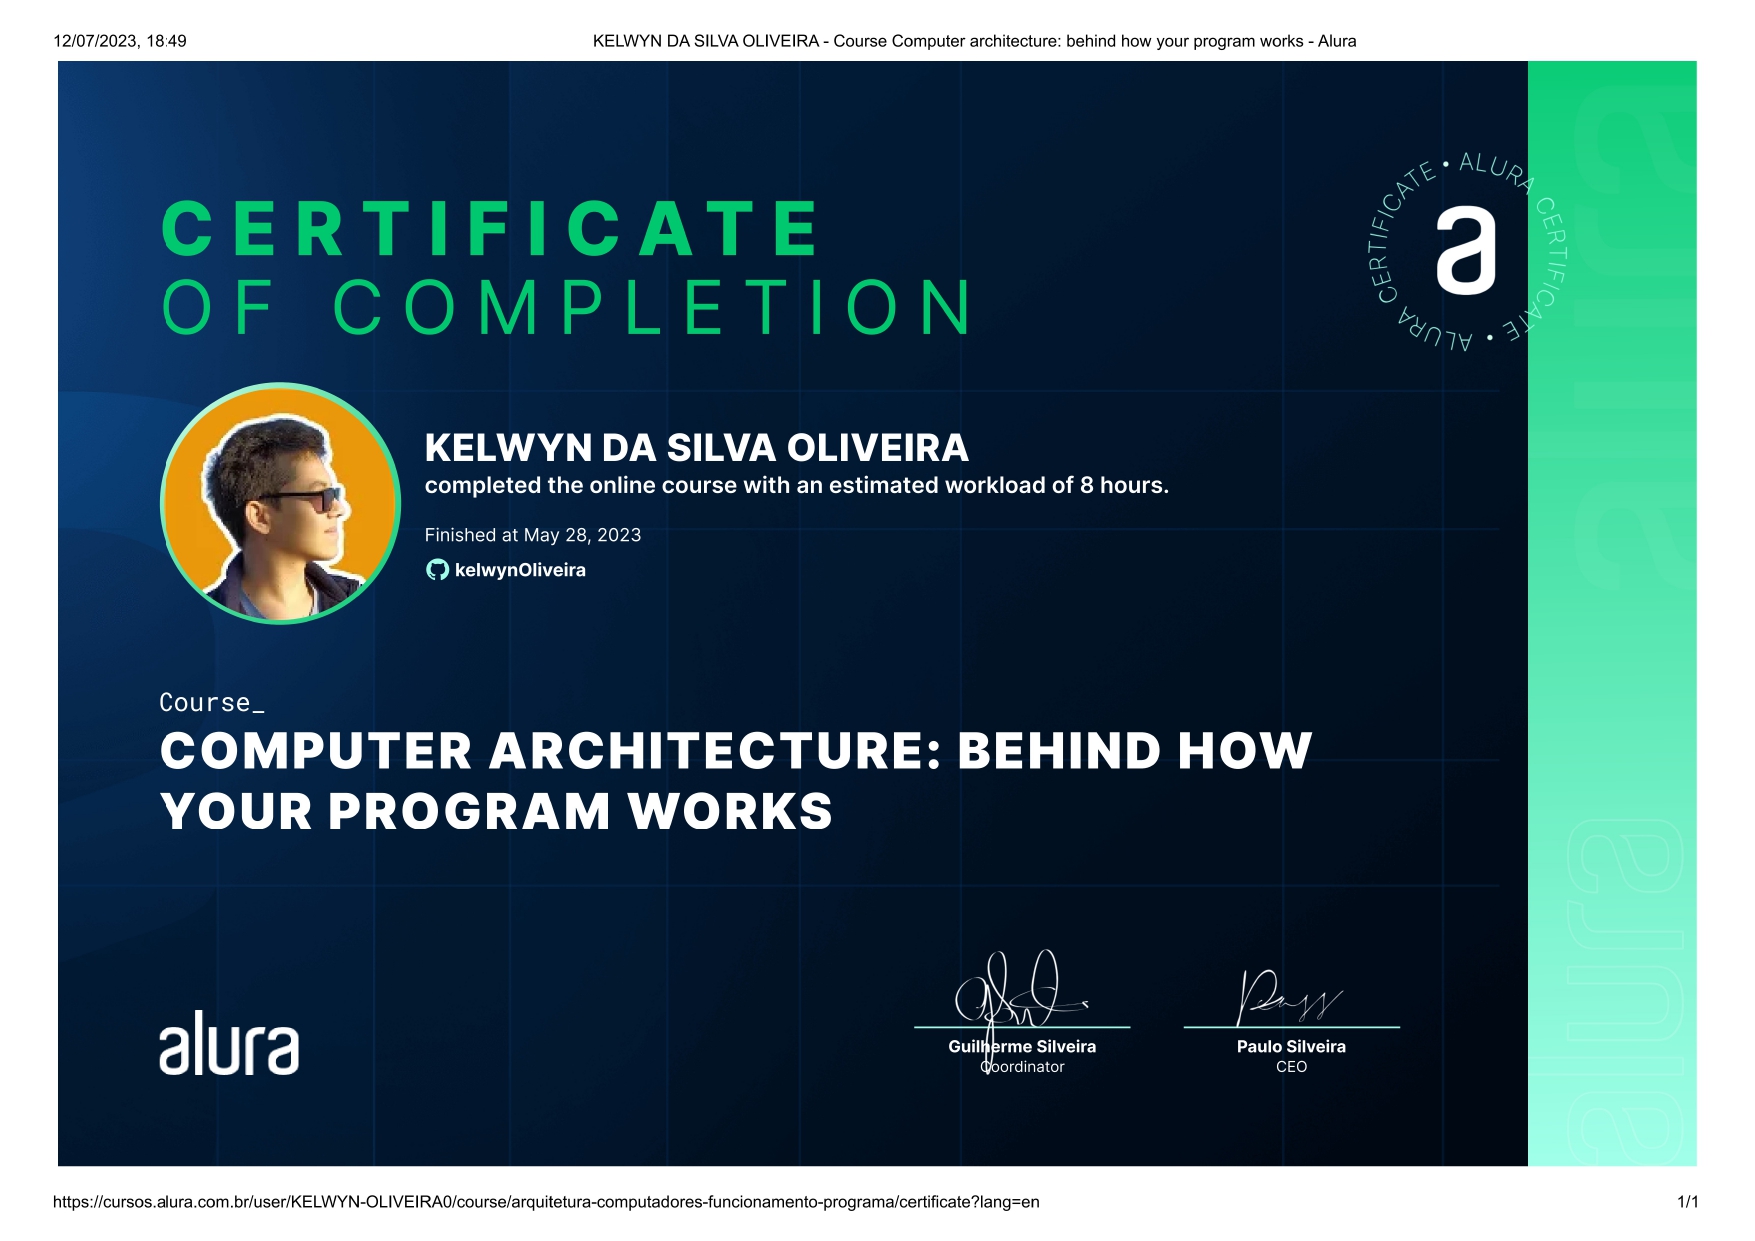 12/07/2023, 18:49
KELWYN DA SILVA OLIVEIRA - Course Computer architecture: behind how your program works - Alura
CERTIFICATE
OF COMPLETION
ALURA CERTIFICATE • ALURA CERTIFICATE •
a
KELWYN DA SILVA OLIVEIRA
completed the online course with an estimated workload of 8 hours.
Finished at May 28, 2023
kelwynOliveira
Course_
COMPUTER ARCHITECTURE: BEHIND HOW
YOUR PROGRAM WORKS
alura
Guilherme Silveira
Coordinator
Paulo Silveira
CEO
alura
alura
https://cursos.alura.com.br/user/KELWYN-OLIVEIRA0/course/arquitetura-computadores-funcionamento-programa/certificate?lang=en
1/1